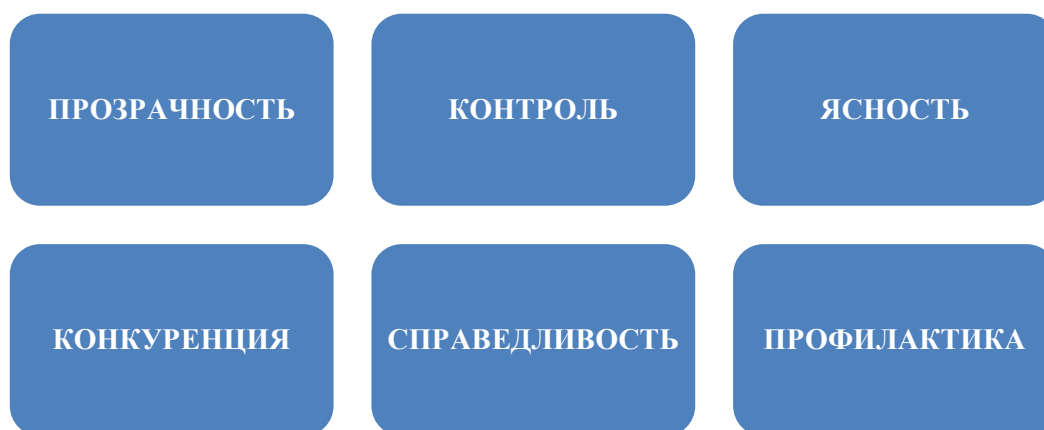 ПРОЗРАЧНОСТЬ
КОНТРОЛЬ
ЯСНОСТЬ
КОНКУРЕНЦИЯ
СПРАВЕДЛИВОСТЬ
ПРОФИЛАКТИКА